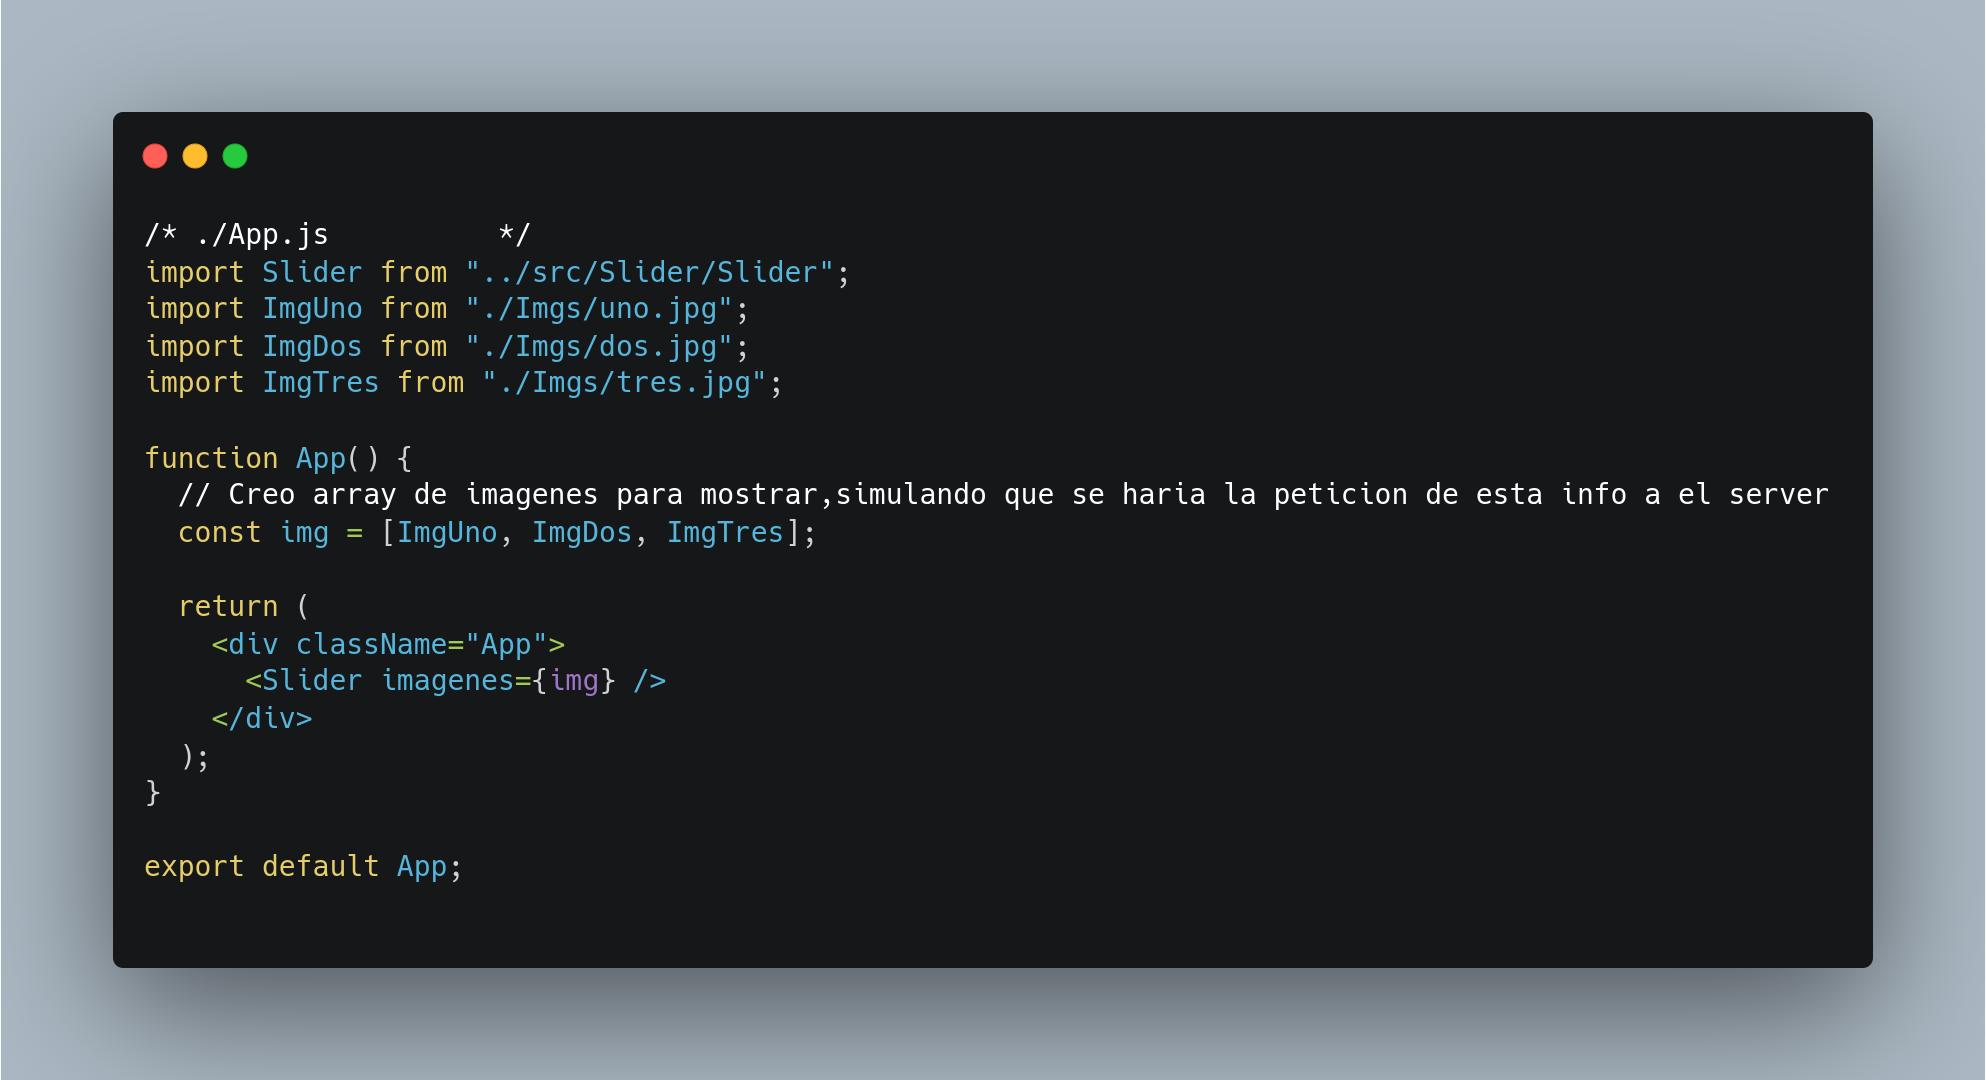 /* ./App.js          */
import Slider from "../src/Slider/Slider";
import ImgUno from "./Imgs/uno.jpg";
import ImgDos from "./Imgs/dos.jpg";
import ImgTres from "./Imgs/tres.jpg";

function App() {
  // Creo array de imagenes para mostrar,simulando que se haria la peticion de esta info a el server
  const img = [ImgUno, ImgDos, ImgTres];

  return (
    <div className="App">
      <Slider imagenes={img} />
    </div>
  );
}

export default App;